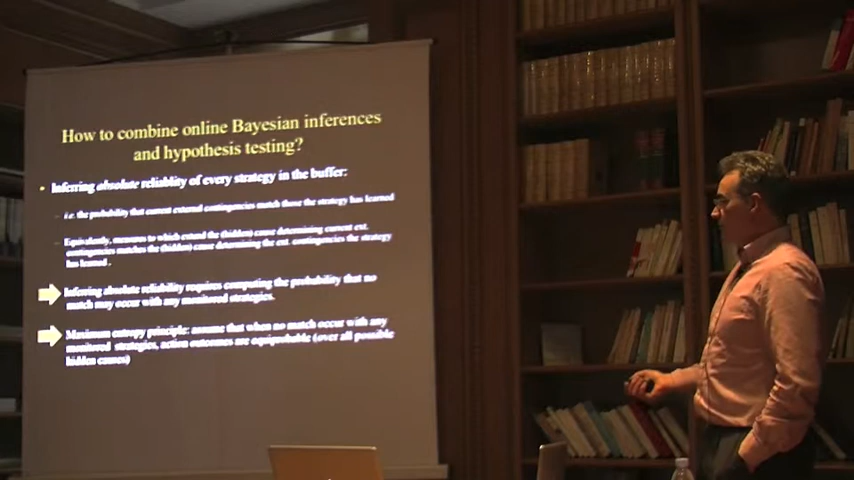 How to combine online Bayesian inferences
and hypothesis testing?
• Inferring absolute reliablity of every strategy in the buffer:
– i.e. the probability that current external contingencies match those the strategy has learned
– Equivalently, measures to which extend the (hidden) cause determining current ext.
contingencies matches the (hidden) cause determining the ext. contingencies the strategy
has learned.
Inferring absolute reliability requires computing the probability that no
match may occur with any monitored strategies.
Maximum entropy principle: assume that when no match occur with any
monitored strategies, action outcomes are equiprobable (over all possible
hidden causes)